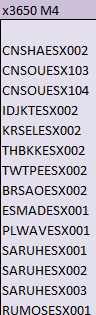 x3650 M4
CNSHAESX002
CNSOUESX103
CNSOUESX104
IDJKTESX002
KRSELESX002
THBKKESX002
TWTPEESX002
BRSAOESX002
ESMADESX001
PLWAVESX001
SARUHESX001
SARUHESX002
SARUHESX003
RUMOSESX001